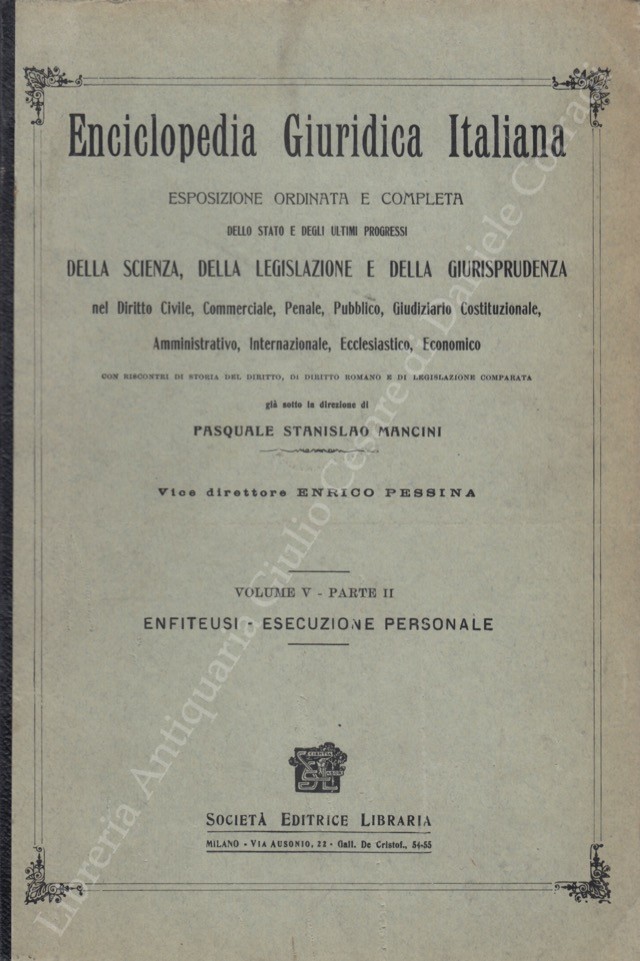 Enciclopedia Giuridica Italiana
ESPOSIZIONE ORDINATA E COMPLETA
DELLO STATO E DEGLI ULTIMI PROGRESSI
DELLA SCIENZA, DELLA LEGISLAZIONE E DELLA GIURISPRUDENZA
nel Diritto Civile, Commerciale, Penale, Pubblico, Giudiziario Costituzionale,
Amministrativo, Internazionale, Ecclesiastico, Economico
CON RISCONTRI DI STORIA DEL DIRITTO, DI DIRITTO ROMANO E DI LEGISLAZIONE COMPARATA
già sotto la direzione di
PASQUALE STANISLAO MANCINI
Vice direttore ENRICO PESSINA
VOLUME V - PARTE II
ENFITEUSI - ESECUZIONE PERSONALE
SOCIETÀ EDITRICE LIBRARIA
MILANO - VIA AUSONIO, 22 - Gall. De Cristof., 54-55
Libreria Antiquaria Giulio Cesare di Daniele Corradi